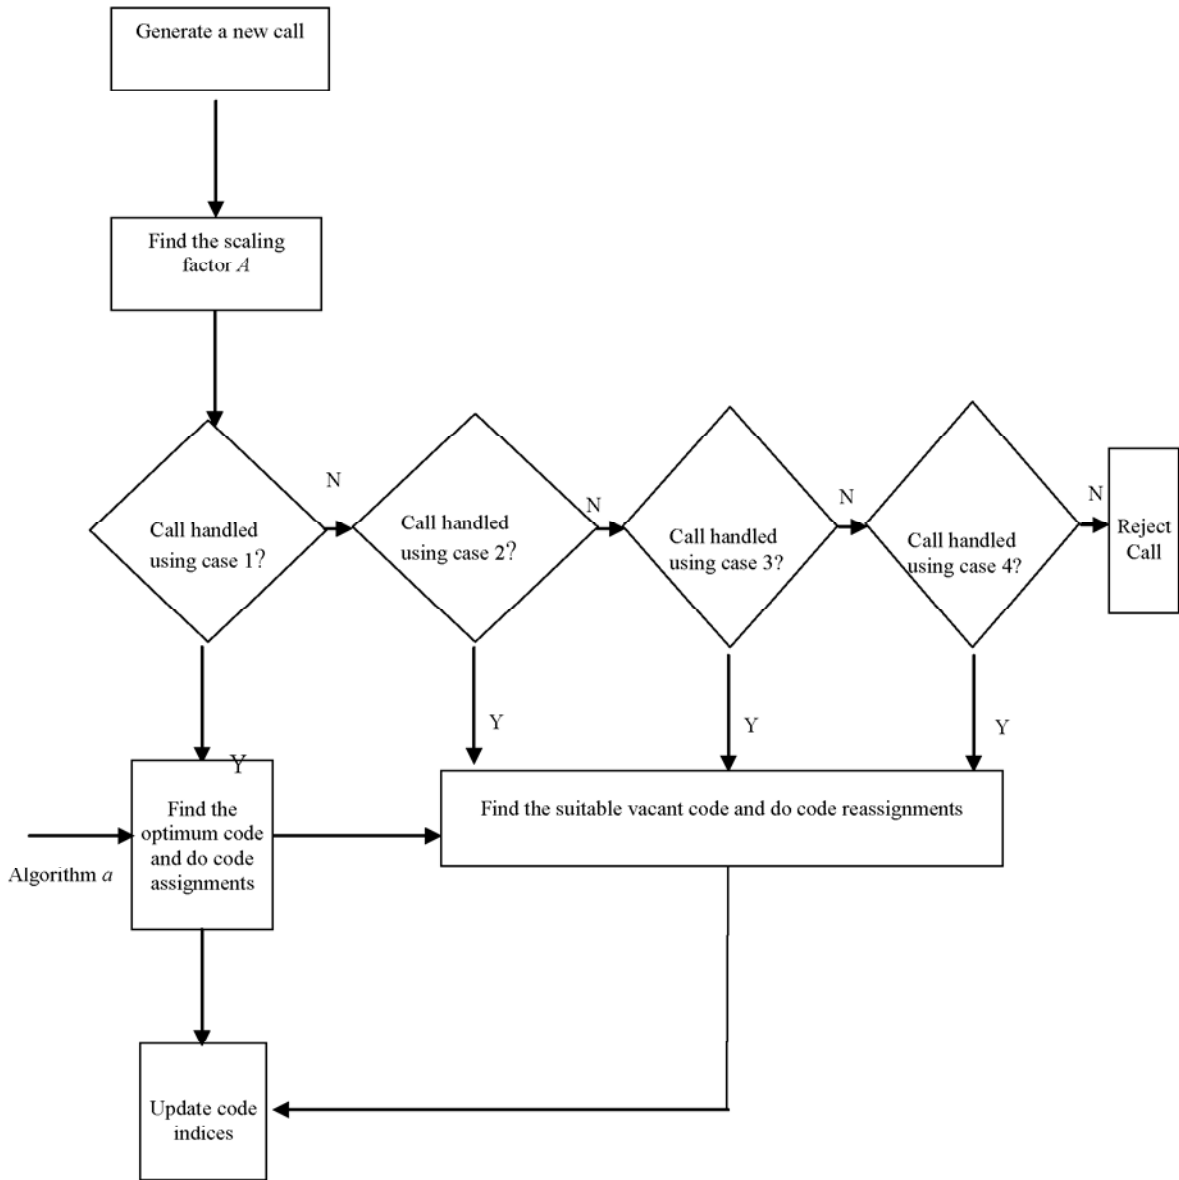 Generate a new call
Find the scaling
factor A
N
Call handled
using case 1?
Call handled
using case 2?
N
Call handled
using case 3?
N
Call handled
using case 4?
N
Reject
Call
Y
Y
Y
Y
Find the
optimum code
and do code
assignments
Find the suitable vacant code and do code reassignments
Algorithm a
Update code
indices